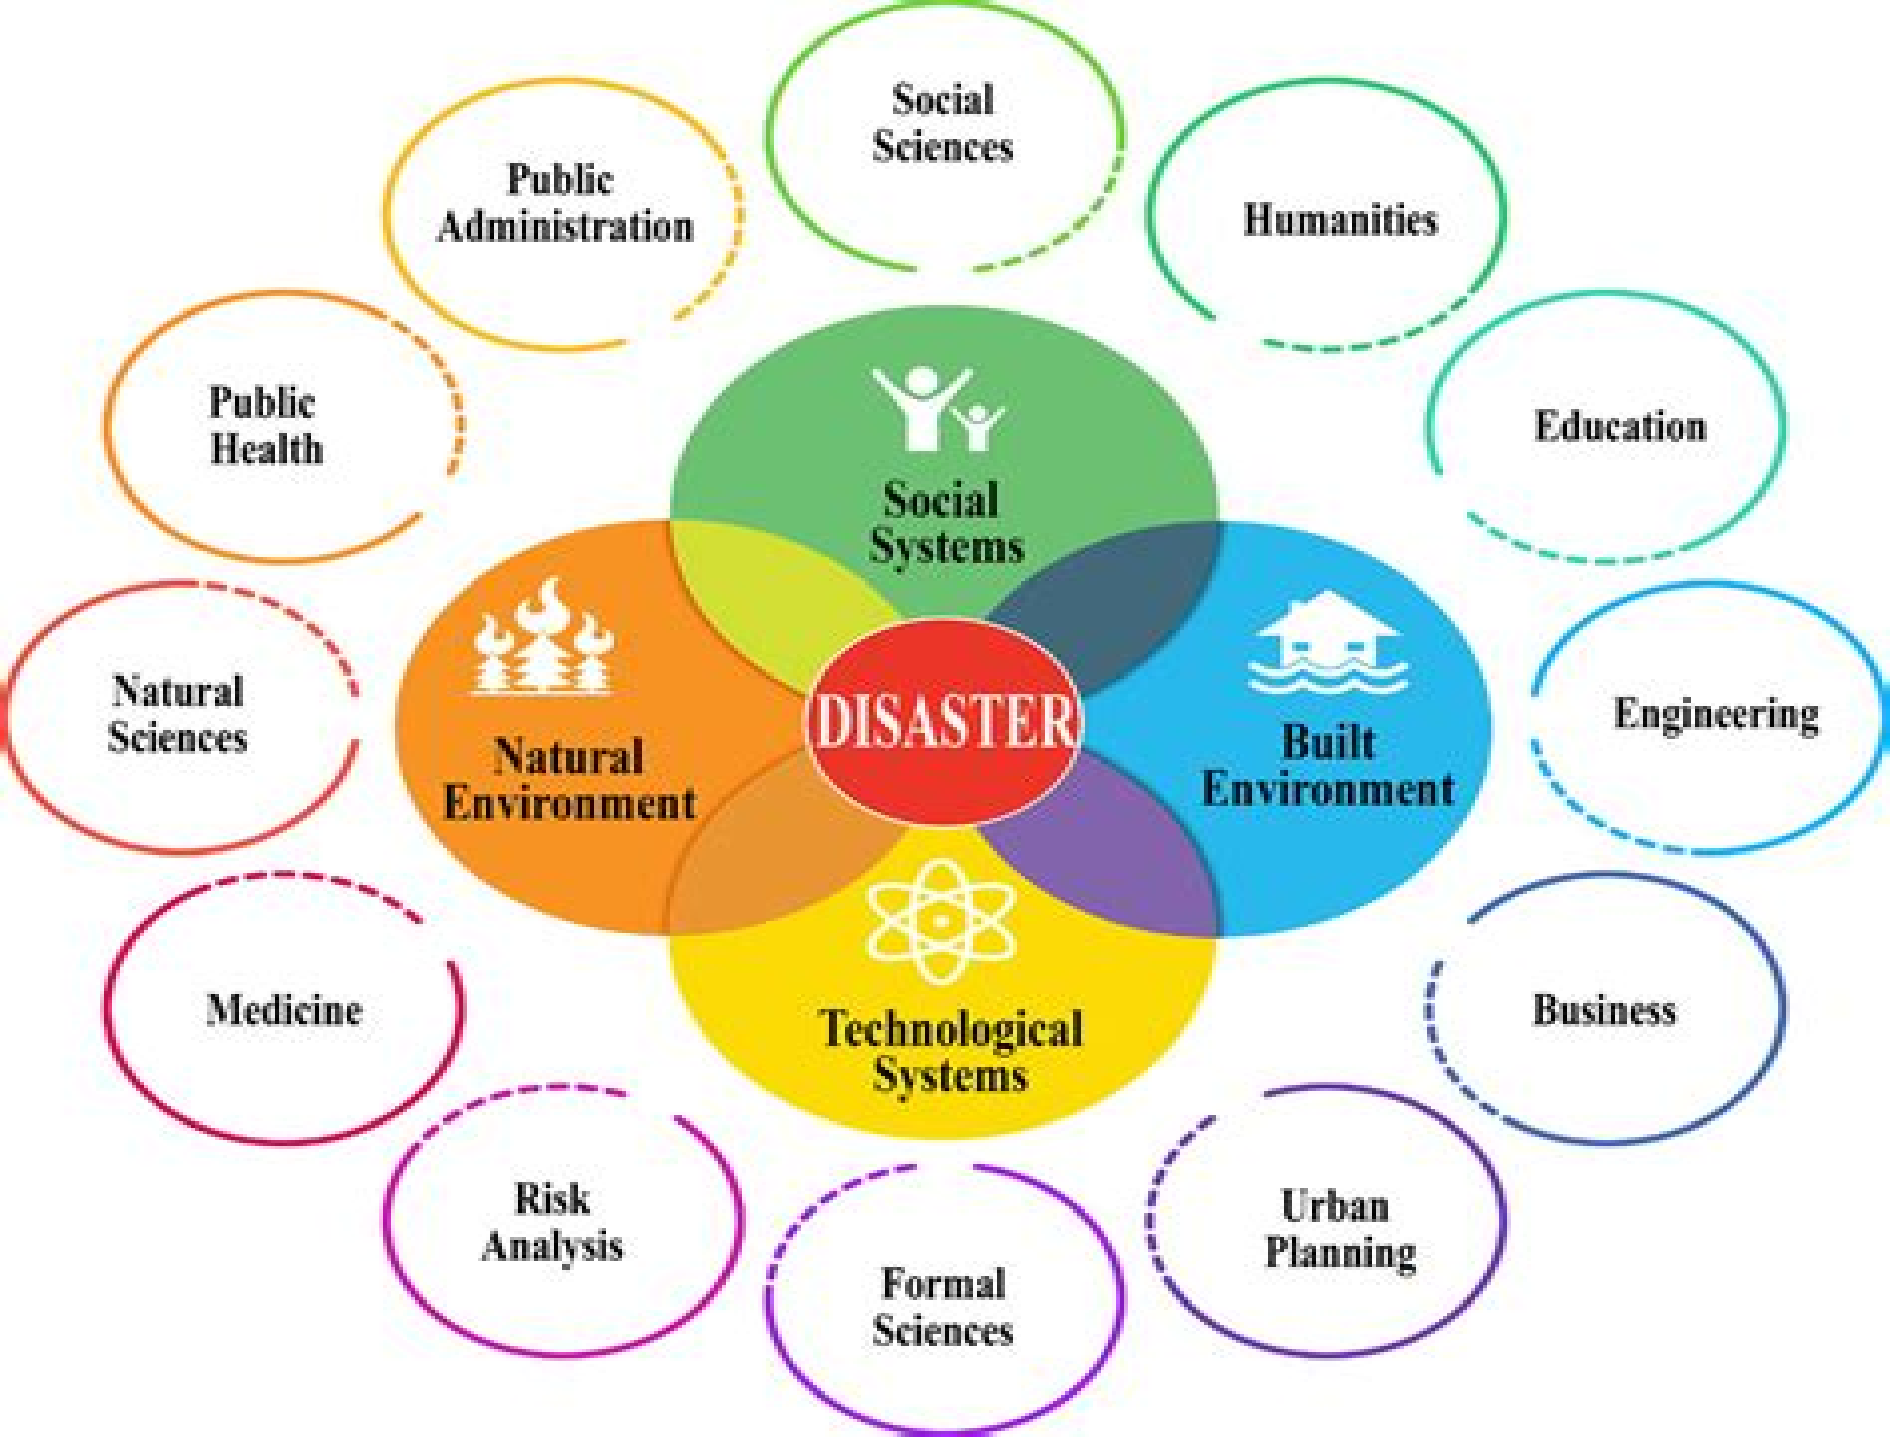 Social
Sciences
Public
Administration
Humanities
Public
Health
Education
Social
Systems
Natural
Sciences
Natural
Environment
DISASTER
Built
Environment
Engineering
Medicine
Technological
Systems
Business
Risk
Analysis
Formal
Sciences
Urban
Planning